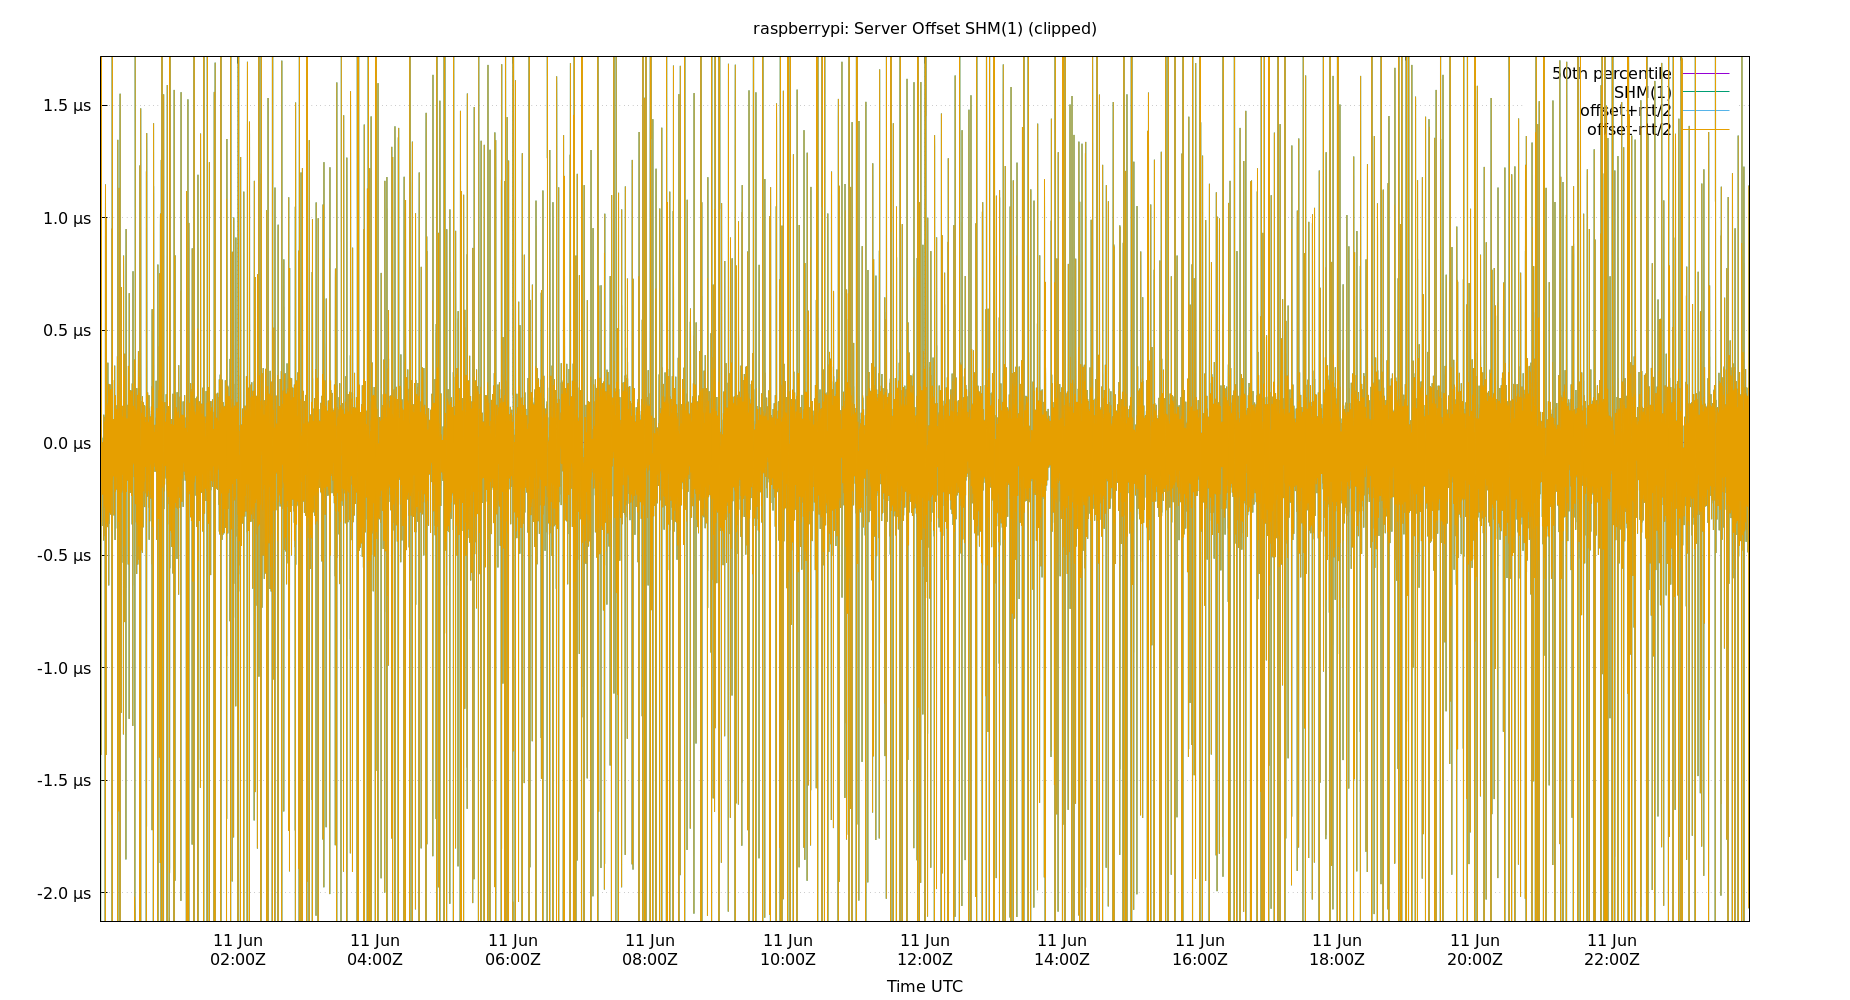 raspberrypi: Server Offset SHM(1) (clipped)
50th percentile
SHM(1)
offset+rtt/2
offset-rtt/2
1.5 µs
1.0 µs
0.5 µs
0.0 µs
-0.5 µs
-1.0 µs
-1.5 µs
-2.0 µs
11 Jun 11 Jun 11 Jun 11 Jun 11 Jun 11 Jun 11 Jun 11 Jun 11 Jun 11 Jun 11 Jun
02:00Z 04:00Z 06:00Z 08:00Z 10:00Z 12:00Z 14:00Z 16:00Z 18:00Z 20:00Z 22:00Z
Time UTC